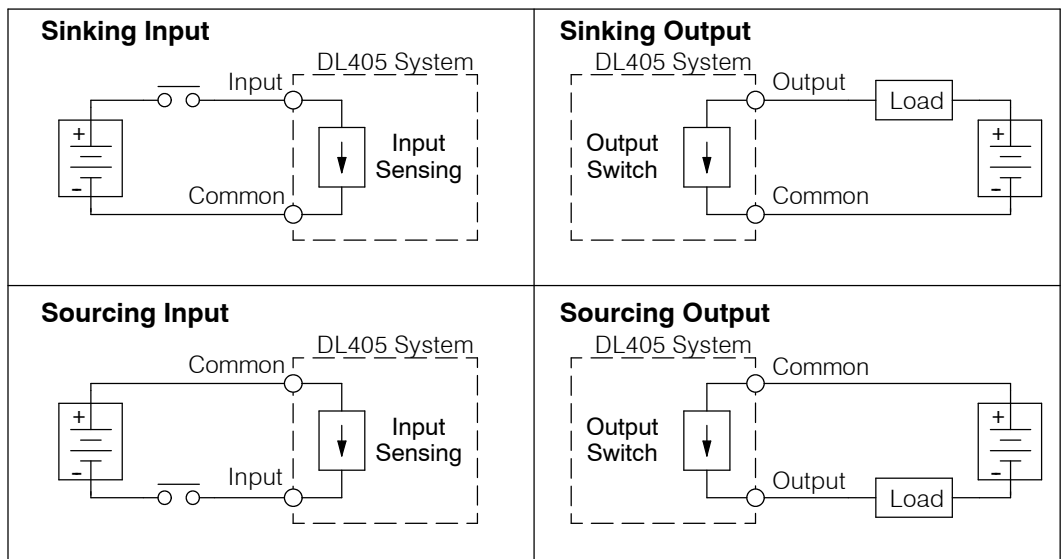 Sinking Input
DL405 System
Input
+
-
Input
Sensing
Common
Sinking Output
DL405 System
Output
Load
Output
Switch
+
-
Common
Sourcing Input
DL405 System
Common
+
-
Input
Sensing
Input
Sourcing Output
DL405 System
Common
Output
Switch
+
-
Output
Load